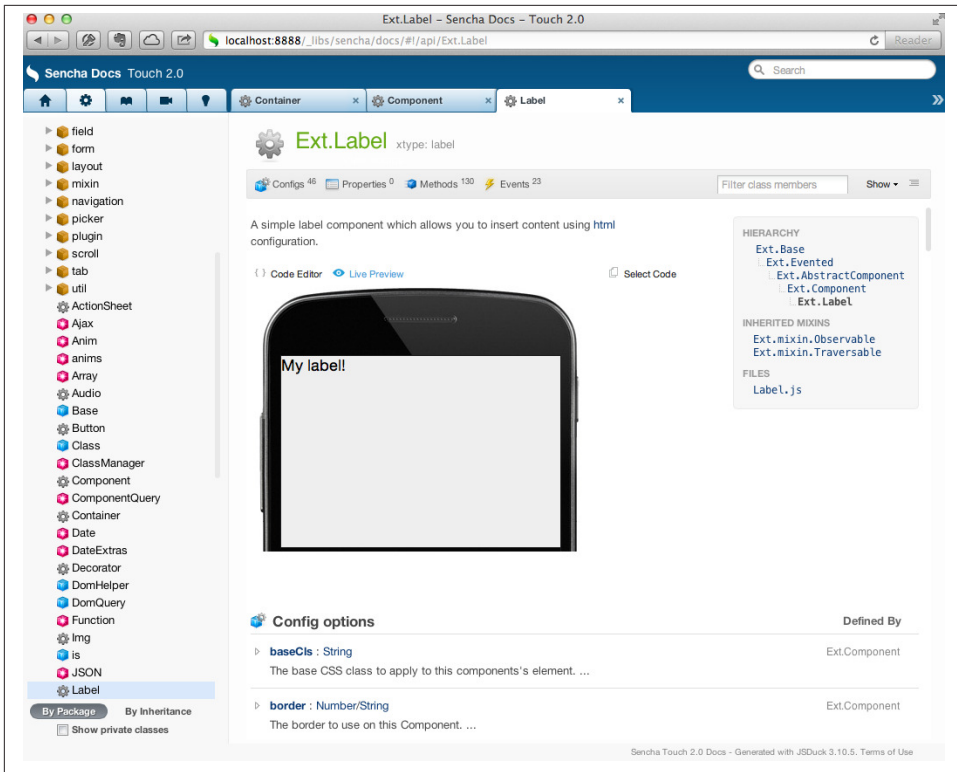 Ext.Label – Sencha Docs – Touch 2.0
localhost:8888/_libs/sencha/docs/#!/api/Ext.Label
Reader
Sencha Docs Touch 2.0
Search
Container × Component × Label ×
»
field
form
layout
mixin
navigation
picker
plugin
scroll
tab
util
ActionSheet
Ajax
Anim
anims
Array
Audio
Base
Button
Class
ClassManager
Component
ComponentQuery
Container
Date
DateExtras
Decorator
DomHelper
DomQuery
Function
Img
is
JSON
Label
By Package By Inheritance
Show private classes
Ext.Label xtype: label
Configs 46 Properties 0 Methods 130 Events 23
Filter class members Show
A simple label component which allows you to insert content using html
configuration.
{ } Code Editor Live Preview Select Code
My label!
HIERARCHY
Ext.Base
Ext.Evented
Ext.AbstractComponent
Ext.Component
Ext.Label
INHERITED MIXINS
Ext.mixin.Observable
Ext.mixin.Traversable
FILES
Label.js
Config options Defined By
baseCls : String Ext.Component
The base CSS class to apply to this components's element. ...
border : Number/String Ext.Component
The border to use on this Component. ...
Sencha Touch 2.0 Docs - Generated with JSDuck 3.10.5. Terms of Use